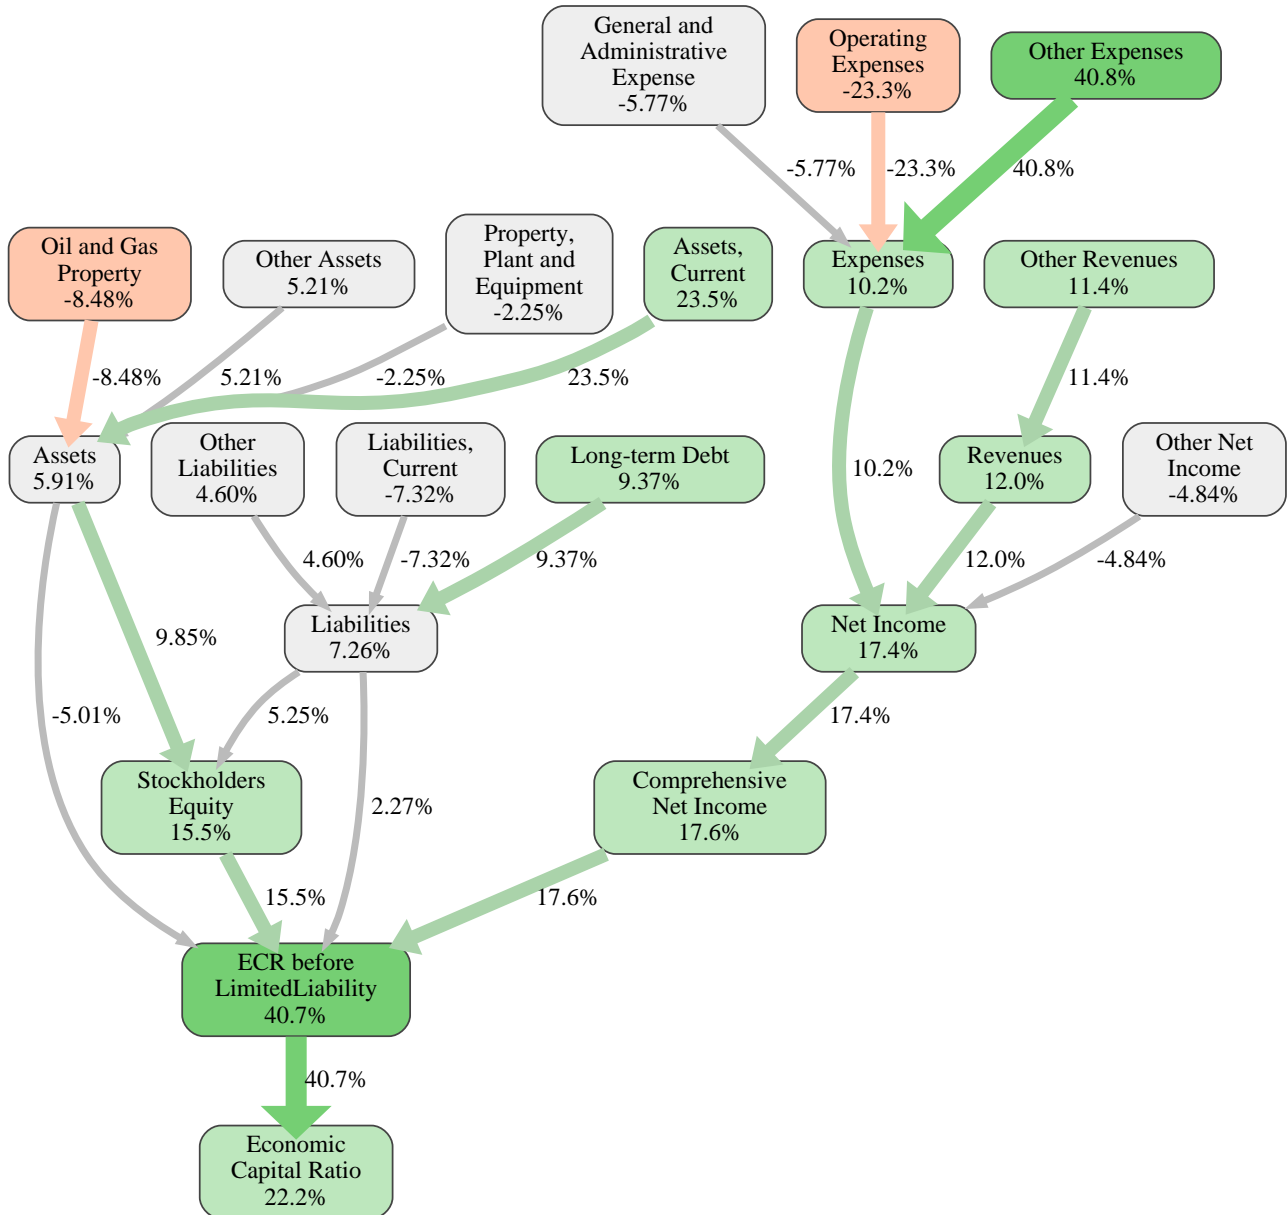 General and
Administrative
Expense
-5.77%
Operating
Expenses
-23.3%
Other Expenses
40.8%
-5.77%
-23.3%
40.8%
Oil and Gas
Property
-8.48%
Other Assets
5.21%
Property,
Plant and
Equipment
-2.25%
Assets,
Current
23.5%
Expenses
10.2%
Other Revenues
11.4%
-8.48%
5.21%
-2.25%
23.5%
11.4%
Assets
5.91%
Other
Liabilities
4.60%
Liabilities,
Current
-7.32%
Long-term Debt
9.37%
10.2%
Revenues
12.0%
Other Net
Income
-4.84%
4.60%
-7.32%
9.37%
12.0%
-4.84%
9.85%
Liabilities
7.26%
Net Income
17.4%
-5.01%
5.25%
17.4%
Stockholders
Equity
15.5%
2.27%
Comprehensive
Net Income
17.6%
15.5%
17.6%
ECR before
LimitedLiability
40.7%
40.7%
Economic
Capital Ratio
22.2%